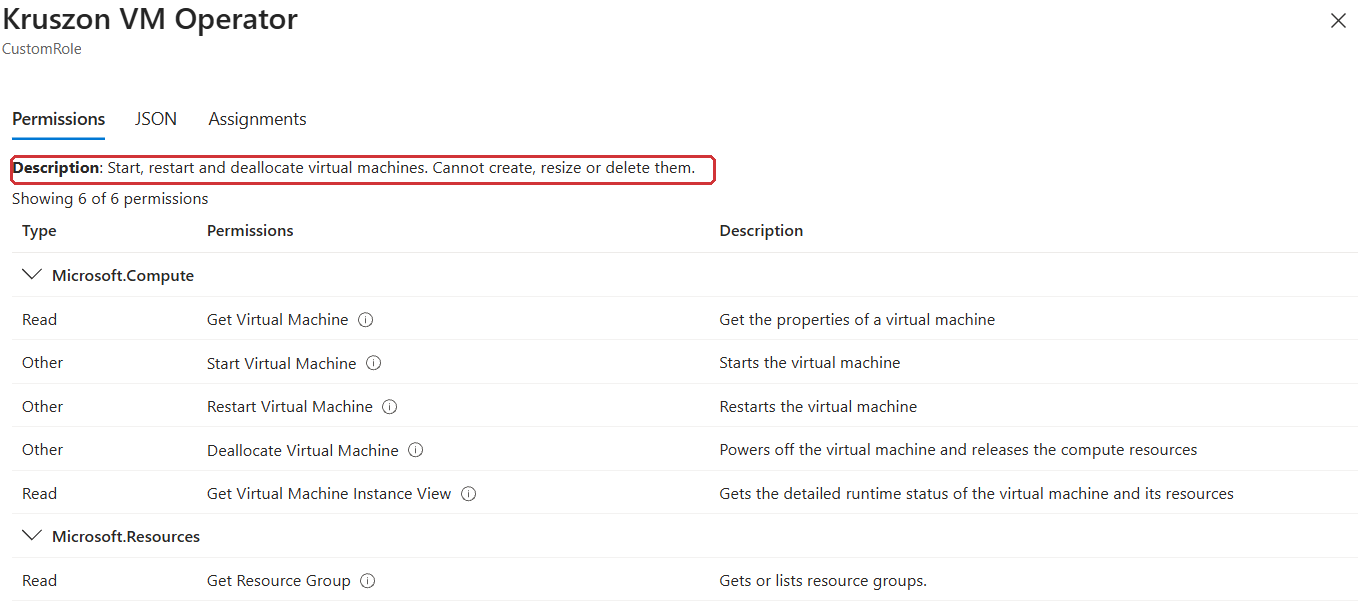 Kruszon VM Operator
CustomRole
Permissions JSON Assignments
Description: Start, restart and deallocate virtual machines. Cannot create, resize or delete them.
Showing 6 of 6 permissions
Type Permissions Description
Microsoft.Compute
Read Get Virtual Machine Get the properties of a virtual machine
Other Start Virtual Machine Starts the virtual machine
Other Restart Virtual Machine Restarts the virtual machine
Other Deallocate Virtual Machine Powers off the virtual machine and releases the compute resources
Read Get Virtual Machine Instance View Gets the detailed runtime status of the virtual machine and its resources
Microsoft.Resources
Read Get Resource Group Gets or lists resource groups.